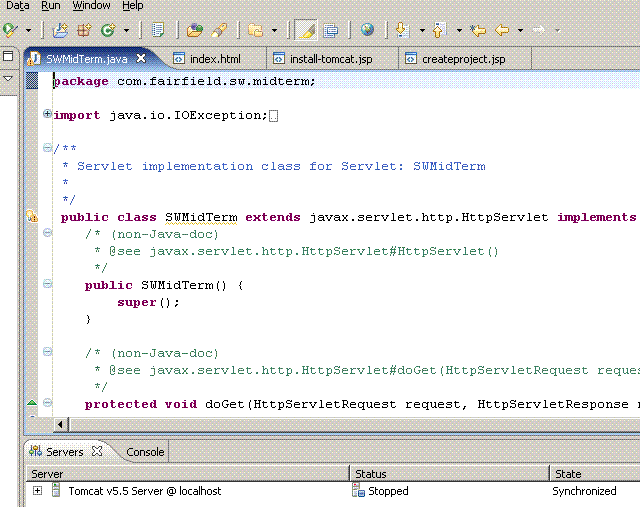 Data Run Window Help
SWMidTerm.java index.html install-tomcat.jsp createproject.jsp
package com.fairfield.sw.midterm;
import java.io.IOException;
/**
* Servlet implementation class for Servlet: SWMidTerm
*
*/
public class SWMidTerm extends javax.servlet.http.HttpServlet implements
/* (non-Java-doc)
* @see javax.servlet.http.HttpServlet#HttpServlet()
*/
public SWMidTerm() {
super();
}
/* (non-Java-doc)
* @see javax.servlet.http.HttpServlet#doGet(HttpServletRequest reque
*/
protected void doGet(HttpServletRequest request, HttpServletResponse
Servers Console
Server Status State
Tomcat v5.5 Server @ localhost Stopped Synchronized